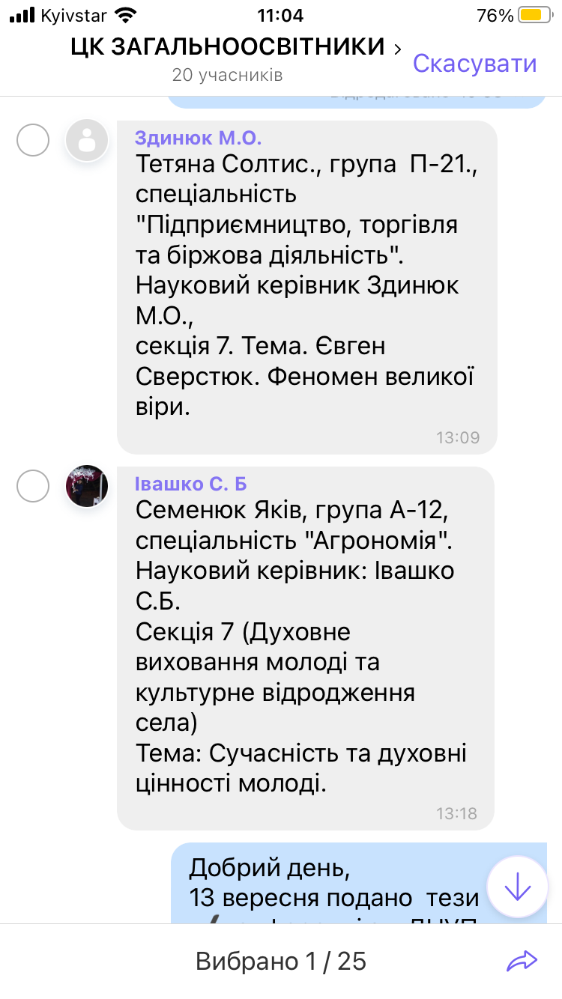 Kyivstar 11:04 76%
ЦК ЗАГАЛЬНООСВІТНИКИ
20 учасників
Скасувати
Здинюк М.О.
Тетяна Солтис., група П-21.,
спеціальність
"Підприємництво, торгівля
та біржова діяльність".
Науковий керівник Здинюк
М.О.,
секція 7. Тема. Євген
Сверстюк. Феномен великої
віри.
13:09
Івашко С. Б
Семенюк Яків, група А-12,
спеціальність "Агрономія".
Науковий керівник: Івашко
С.Б.
Секція 7 (Духовне
виховання молоді та
культурне відродження
села)
Тема: Сучасність та духовні
цінності молоді.
13:18
Добрий день,
13 вересня подано тези
Вибрано 1 / 25